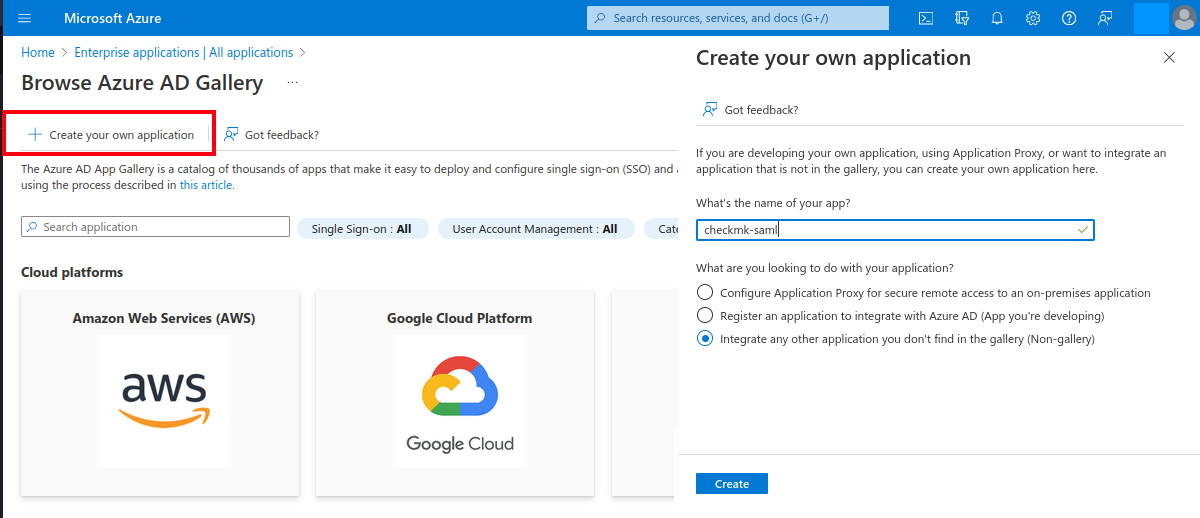 Microsoft Azure
Search resources, services, and docs (G+/)
Home > Enterprise applications | All applications >
Browse Azure AD Gallery ...
Create your own application
Got feedback?
The Azure AD App Gallery is a catalog of thousands of apps that make it easy to deploy and configure single sign-on (SSO) and
using the process described in this article.
Search application
Single Sign-on : All
User Account Management : All
Cate
Cloud platforms
Amazon Web Services (AWS)
aws
Google Cloud Platform
Google Cloud
Create your own application
Got feedback?
If you are developing your own application, using Application Proxy, or want to integrate an
application that is not in the gallery, you can create your own application here.
What's the name of your app?
checkmk-saml
What are you looking to do with your application?
Configure Application Proxy for secure remote access to an on-premises application
Register an application to integrate with Azure AD (App you're developing)
Integrate any other application you don't find in the gallery (Non-gallery)
Create